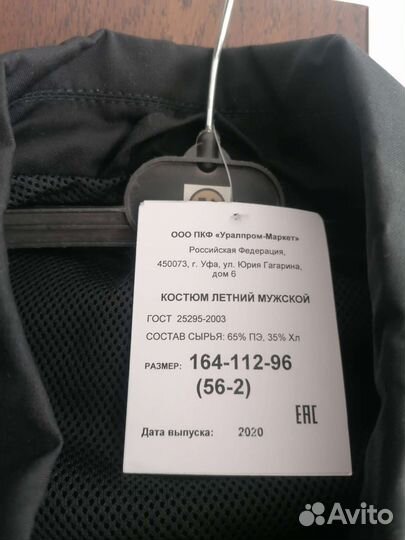 ООО ПКФ «Уралпром-Маркет»
Российская Федерация,
450073, г. Уфа, ул. Юрия Гагарина,
дом 6
КОСТЮМ ЛЕТНИЙ МУЖСКОЙ
ГОСТ 25295-2003
СОСТАВ СЫРЬЯ: 65% ПЭ, 35% Хл
РАЗМЕР: 164-112-96
(56-2)
EAC
Дата выпуска: 2020
Avito